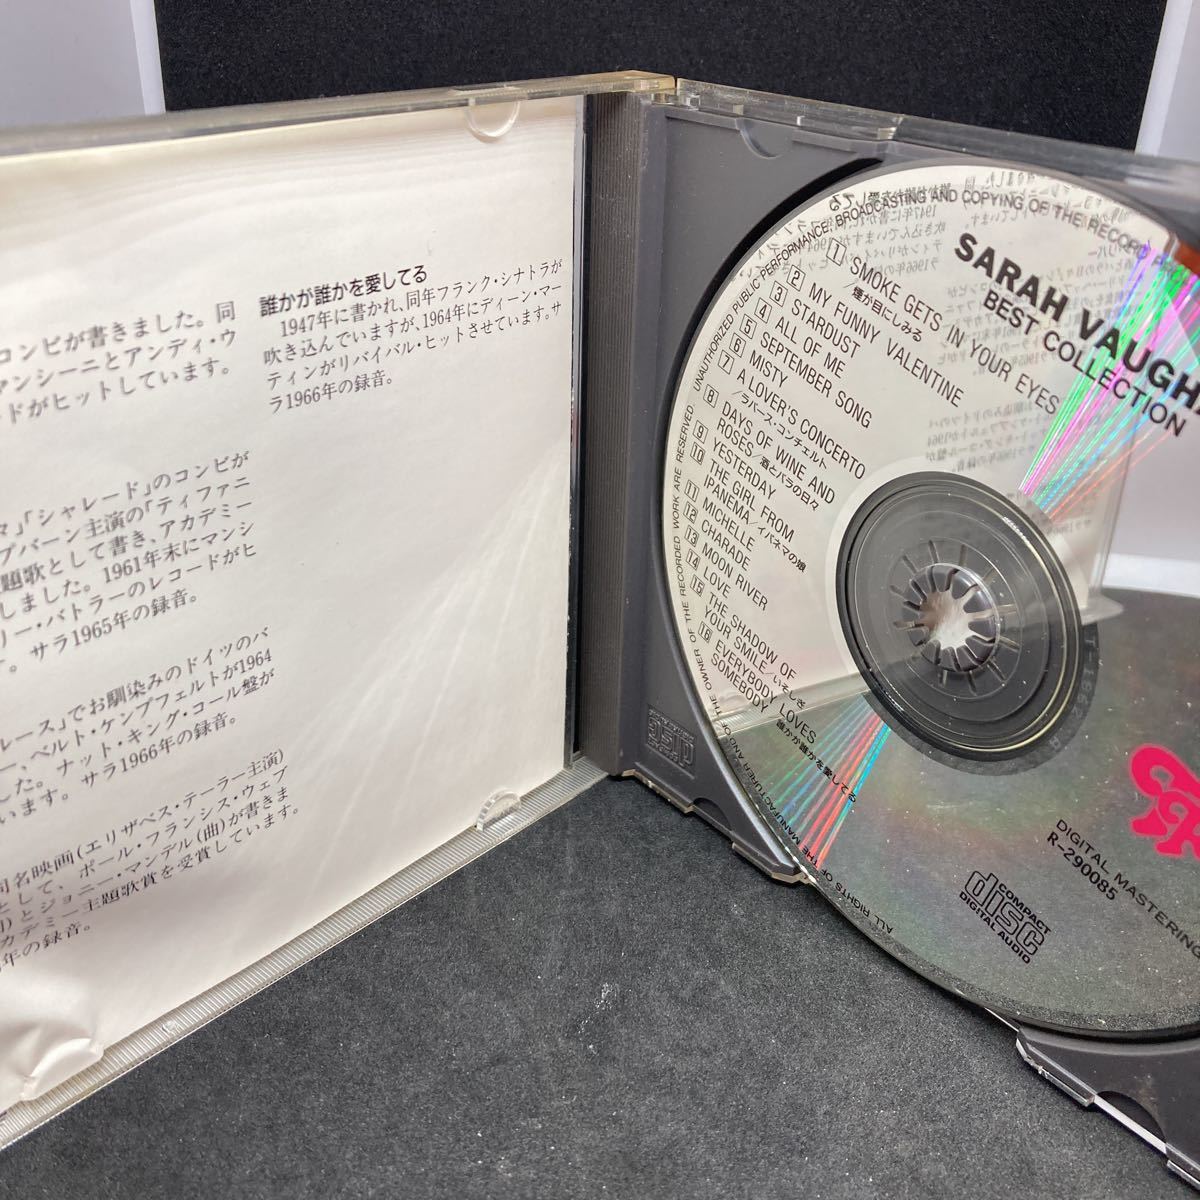 コンビが書きました。同
ァンシーニとアンディ・ウ
ドがヒットしています。
」「シャレード」のコンビが
プバーン主演の「ティファニ
題歌として書き、アカデミー
しました。1961年末にマンシ
リー・バトラーのレコードがヒ
す。サラ1965年の録音。
ルース」でお馴染みのドイツのバ
ー、ベルト・ケンプフェルトが1964
した。ナット・キング・コール盤が
います。サラ1966年の録音。
同名映画(エリザベス・テーラー主演)
として、ポール・フランシス・ウェブ
)とジョニー・マンデル(曲)が書きま
カデミー主題歌賞を受賞しています。
年の録音。
誰かが誰かを愛してる
1947年に書かれ、同年フランク・シナトラが
吹き込んでいますが、1964年にディーン・マー
ティンがリバイバル・ヒットさせています。サ
ラ1966年の録音。
SARAH VAUGH
BEST COLLECTION
1 SMOKE GETS IN YOUR EYES
/煙が目にしみる
2 MY FUNNY VALENTINE
3 STARDUST
4 ALL OF ME
5 SEPTEMBER SONG
6 MISTY
7 A LOVER'S CONCERTO
/ラバース・コンチェルト
8 DAYS OF WINE AND
ROSES/酒とバラの日々
9 YESTERDAY
10 THE GIRL FROM
IPANEMA/イパネマの娘
11 MICHELLE
12 CHARADE
13 MOON RIVER
14 LOVE
15 THE SHADOW OF
YOUR SMILE/いそしぎ
16 EVERYBODY LOVES
SOMEBODY/誰かが誰かを愛してる
DIGITAL MASTERING
R-290085
COMPACT
disc
DIGITAL AUDIO
ALL RIGHTS OF THE MANUFACTURER AND OF THE OWNER OF THE RECORDED WORK ARE RESERVED. UNAUTHORIZED PUBLIC PERFORMANCE, BROADCASTING AND COPYING OF THE RECORD PR